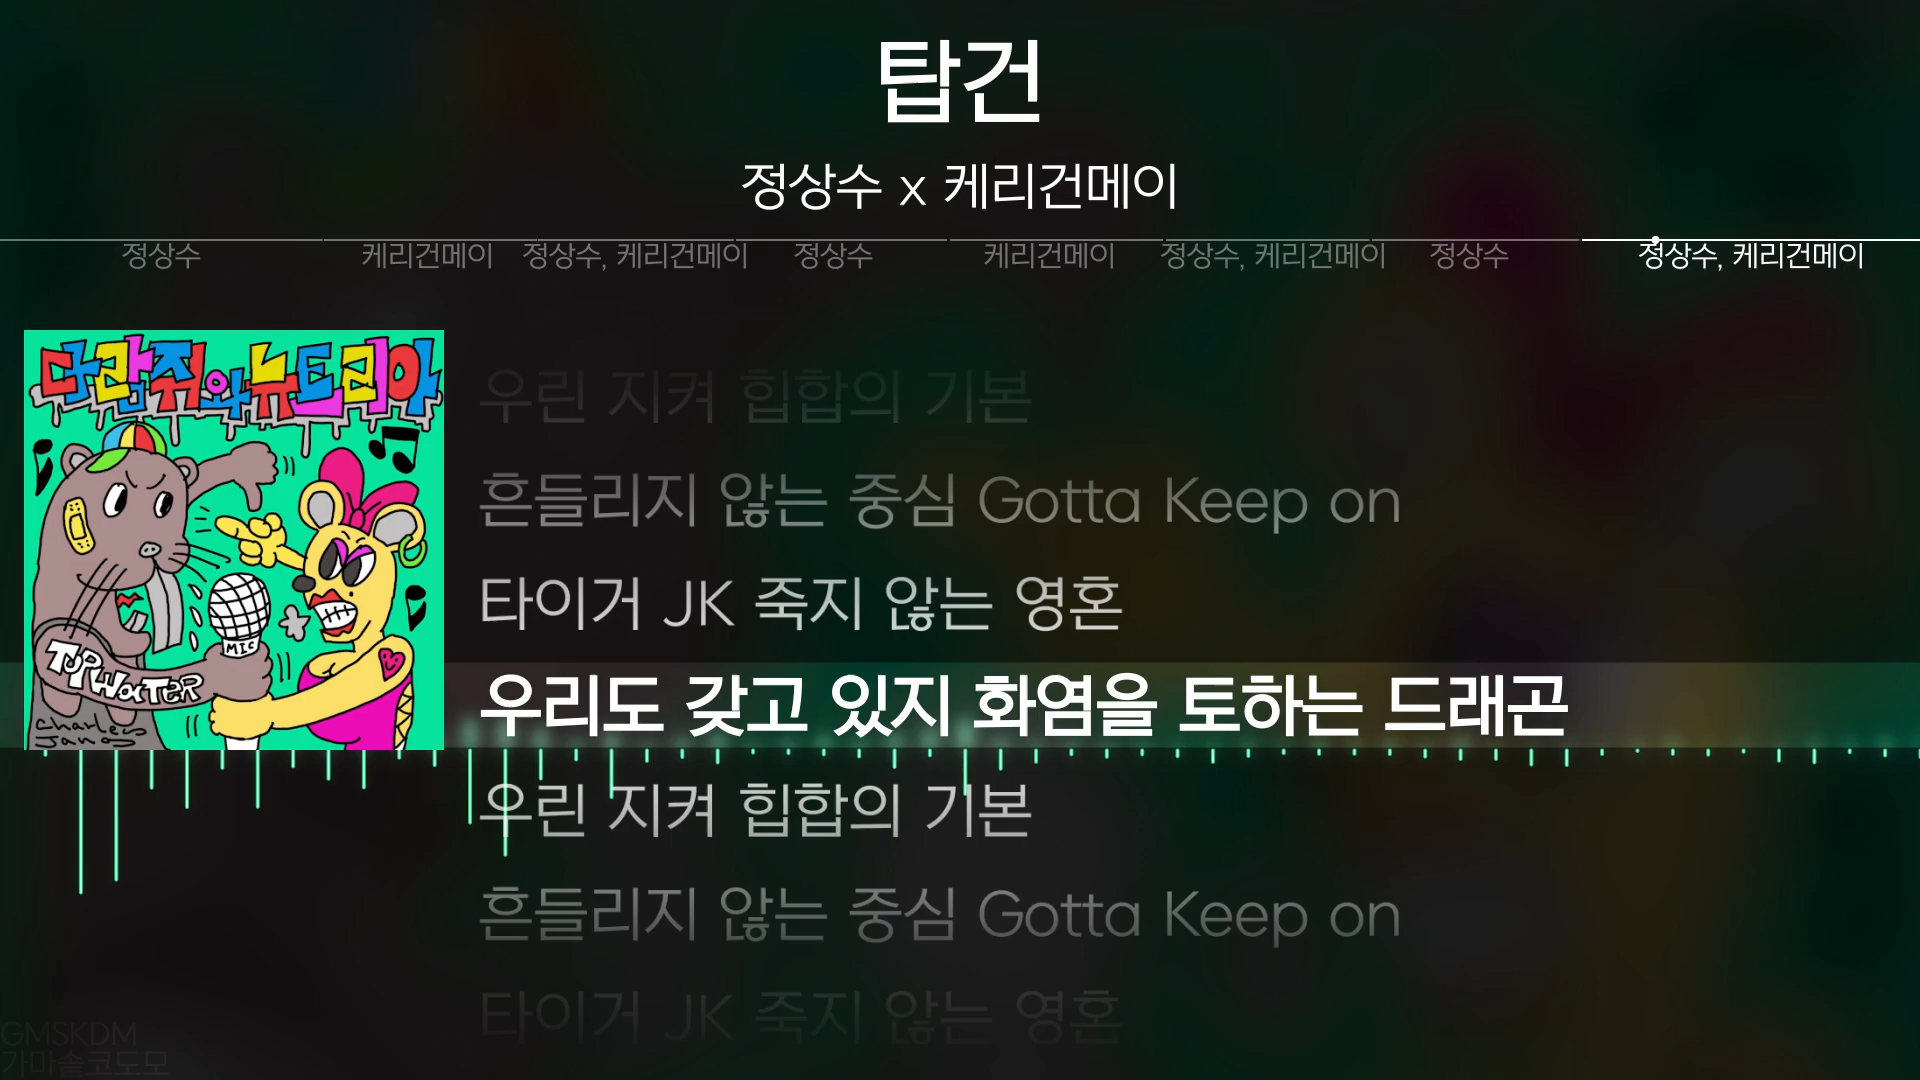 탑건
정상수 x 케리건메이
정상수 케리건메이 정상수, 케리건메이 정상수 케리건메이 정상수, 케리건메이 정상수 정상수, 케리건메이
다람쥐와뉴트리아
MIC
TOPWATER
Charles
Jang
우린 지켜 힙합의 기본
흔들리지 않는 중심 Gotta Keep on
타이거 JK 죽지 않는 영혼
우리도 갖고 있지 화염을 토하는 드래곤
우린 지켜 힙합의 기본
흔들리지 않는 중심 Gotta Keep on
타이거 JK 죽지 않는 영혼
GMSKDM
가마솥코도모